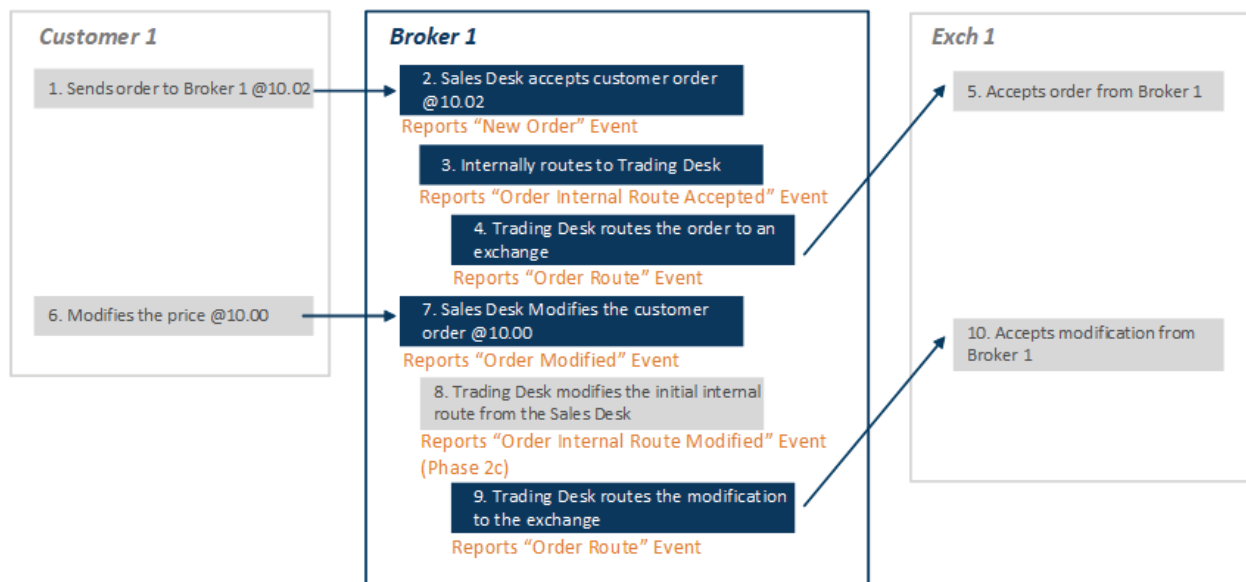 Customer 1
1. Sends order to Broker 1 @10.02
6. Modifies the price @10.00
Broker 1
2. Sales Desk accepts customer order
@10.02
Reports “New Order” Event
3. Internally routes to Trading Desk
Reports “Order Internal Route Accepted” Event
4. Trading Desk routes the order to an
exchange
Reports “Order Route” Event
7. Sales Desk Modifies the customer
order @10.00
Reports “Order Modified” Event
8. Trading Desk modifies the initial internal
route from the Sales Desk
Reports “Order Internal Route Modified” Event
(Phase 2c)
9. Trading Desk routes the modification
to the exchange
Reports “Order Route” Event
Exch 1
5. Accepts order from Broker 1
10. Accepts modification from
Broker 1